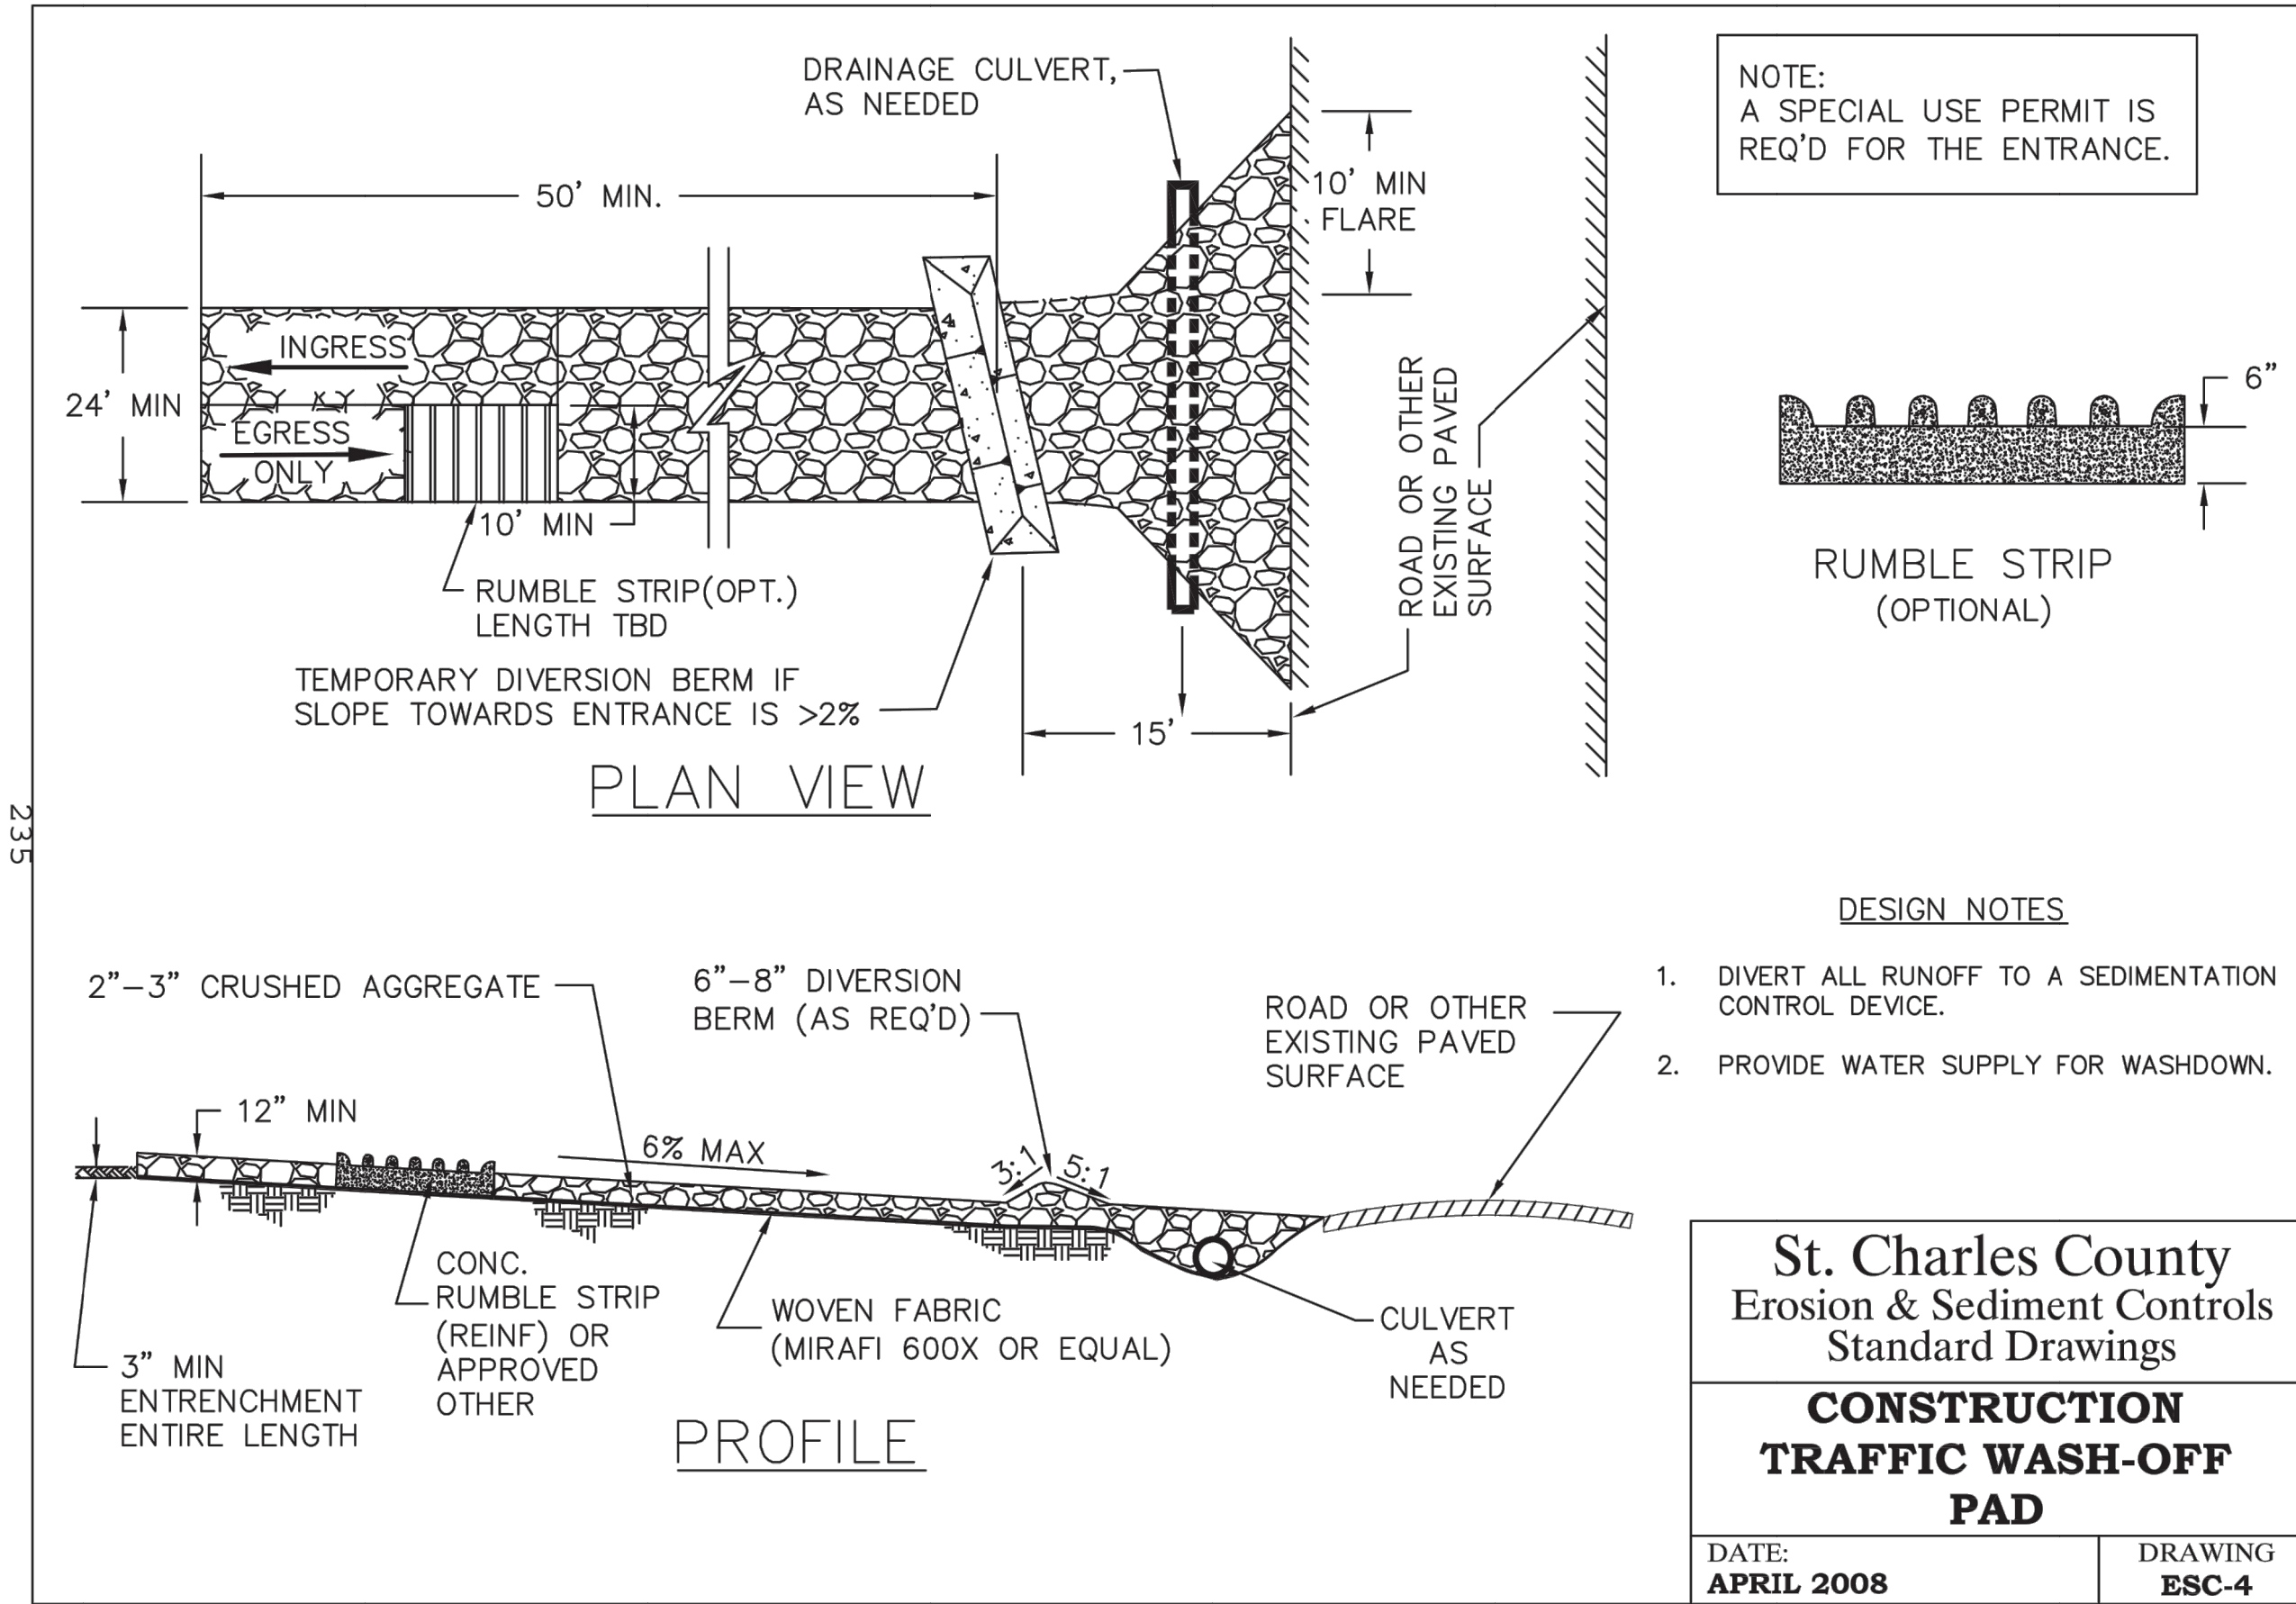 DRAINAGE CULVERT,
AS NEEDED
NOTE:
A SPECIAL USE PERMIT IS
REQ'D FOR THE ENTRANCE.
50' MIN.
10' MIN
FLARE
INGRESS
24' MIN
EGRESS
ONLY
10' MIN
RUMBLE STRIP(OPT.)
LENGTH TBD
TEMPORARY DIVERSION BERM IF
SLOPE TOWARDS ENTRANCE IS >2%
15'
ROAD OR OTHER
EXISTING PAVED
SURFACE
PLAN VIEW
6"
RUMBLE STRIP
(OPTIONAL)
235
DESIGN NOTES
1. DIVERT ALL RUNOFF TO A SEDIMENTATION
CONTROL DEVICE.
2. PROVIDE WATER SUPPLY FOR WASHDOWN.
2"-3" CRUSHED AGGREGATE
6"-8" DIVERSION
BERM (AS REQ'D)
ROAD OR OTHER
EXISTING PAVED
SURFACE
12" MIN
6% MAX
3:1
5:1
3" MIN
ENTRENCHMENT
ENTIRE LENGTH
CONC.
RUMBLE STRIP
(REINF) OR
APPROVED
OTHER
WOVEN FABRIC
(MIRAFI 600X OR EQUAL)
CULVERT
AS
NEEDED
PROFILE
St. Charles County
Erosion & Sediment Controls
Standard Drawings
CONSTRUCTION
TRAFFIC WASH-OFF
PAD
DATE:
APRIL 2008
DRAWING
ESC-4